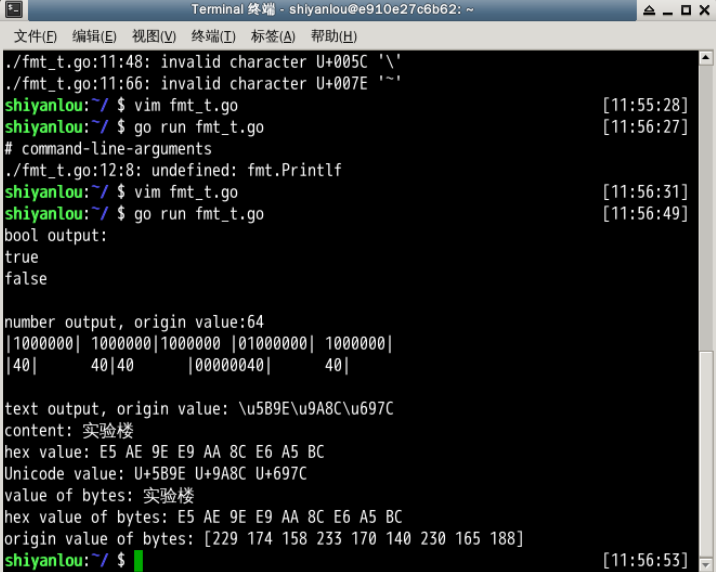 Terminal 终端 - shiyanlou@e910e27c6b62: ~
文件(F) 编辑(E) 视图(V) 终端(T) 标签(A) 帮助(H)
./fmt_t.go:11:48: invalid character U+005C '\'
./fmt_t.go:11:66: invalid character U+007E '~'
shiyanlou:~/ $ vim fmt_t.go [11:55:28]
shiyanlou:~/ $ go run fmt_t.go [11:56:27]
# command-line-arguments
./fmt_t.go:12:8: undefined: fmt.Printlf
shiyanlou:~/ $ vim fmt_t.go [11:56:31]
shiyanlou:~/ $ go run fmt_t.go [11:56:49]
bool output:
true
false
number output, origin value:64
|1000000| 1000000|1000000 |01000000| 1000000|
|40|      40|40      |00000040|      40|
text output, origin value: \u5B9E\u9A8C\u697C
content: 实验楼
hex value: E5 AE 9E E9 AA 8C E6 A5 BC
Unicode value: U+5B9E U+9A8C U+697C
value of bytes: 实验楼
hex value of bytes: E5 AE 9E E9 AA 8C E6 A5 BC
origin value of bytes: [229 174 158 233 170 140 230 165 188]
shiyanlou:~/ $ [11:56:53]